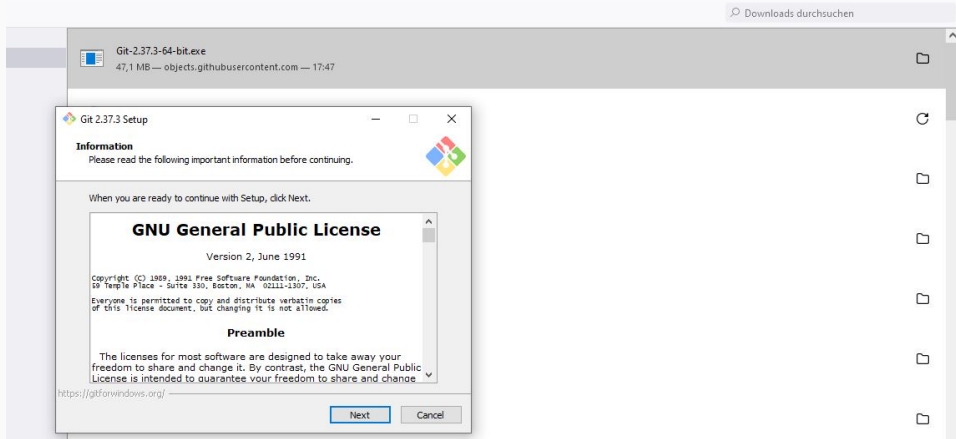 Downloads durchsuchen
Git-2.37.3-64-bit.exe
47,1 MB — objects.githubusercontent.com — 17:47
Git 2.37.3 Setup
Information
Please read the following important information before continuing.
When you are ready to continue with Setup, click Next.
GNU General Public License
Version 2, June 1991
Copyright (C) 1989, 1991 Free Software Foundation, Inc.
59 Temple Place - Suite 330, Boston, MA  02111-1307, USA
Everyone is permitted to copy and distribute verbatim copies
of this license document, but changing it is not allowed.
Preamble
The licenses for most software are designed to take away your
freedom to share and change it. By contrast, the GNU General Public
License is intended to guarantee your freedom to share and change
https://gitforwindows.org/
Next
Cancel